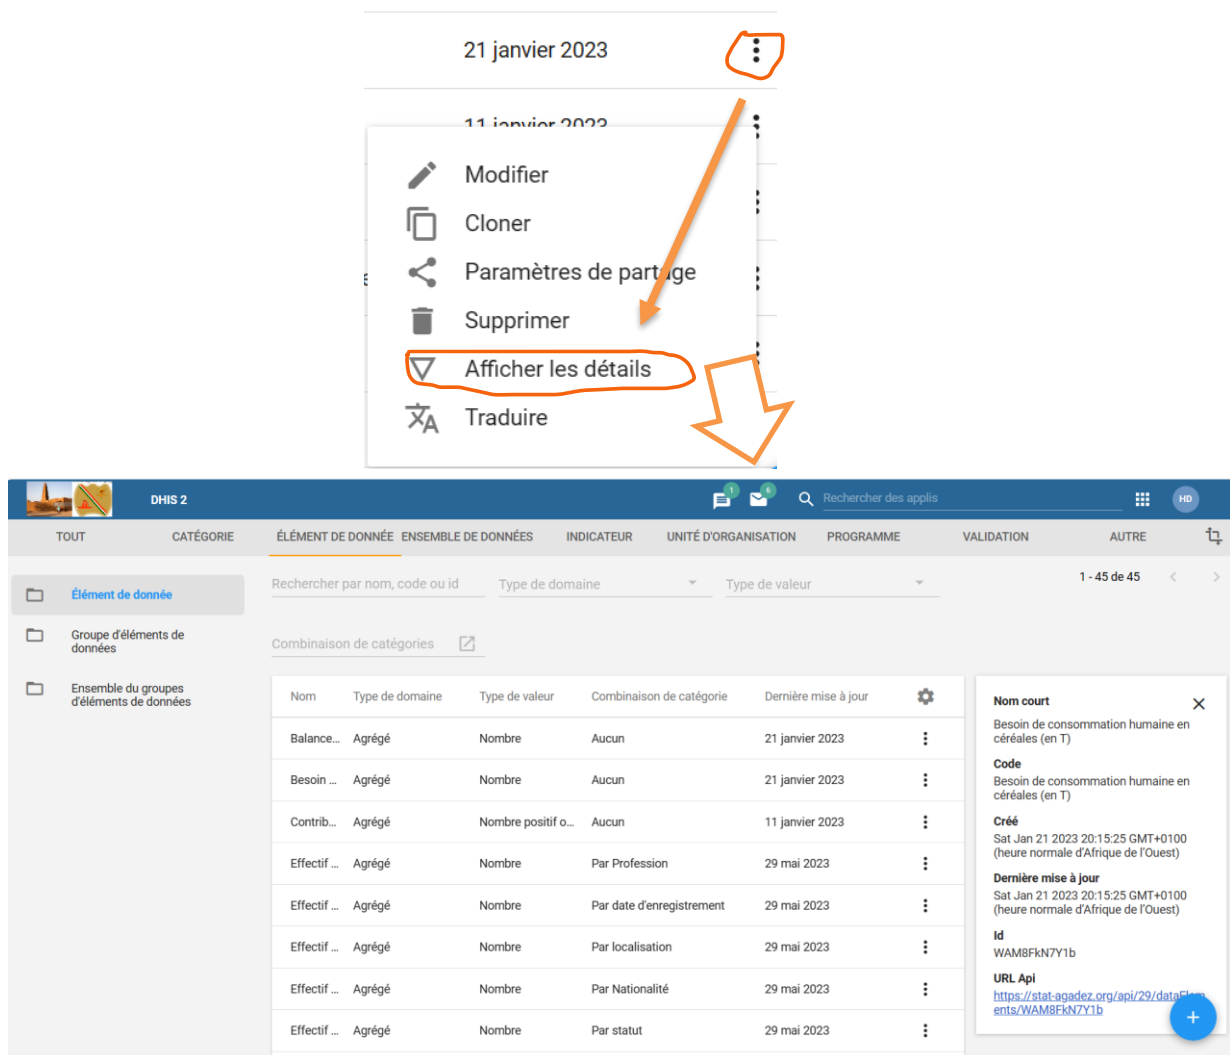 21 janvier 2023
11 janvier 2023
Modifier
Cloner
Paramètres de partage
Supprimer
Afficher les détails
Traduire
DHIS 2
1
6
Rechercher des applis
HD
TOUT
CATÉGORIE
ÉLÉMENT DE DONNÉE
ENSEMBLE DE DONNÉES
INDICATEUR
UNITÉ D'ORGANISATION
PROGRAMME
VALIDATION
AUTRE
Élément de donnée
Groupe d'éléments de
données
Ensemble du groupes
d'éléments de données
Rechercher par nom, code ou id
Type de domaine
Type de valeur
1 - 45 de 45
Combinaison de catégories
Nom Type de domaine Type de valeur Combinaison de catégorie Dernière mise à jour
Balance... Agrégé Nombre Aucun 21 janvier 2023
Besoin ... Agrégé Nombre Aucun 21 janvier 2023
Contrib... Agrégé Nombre positif o... Aucun 11 janvier 2023
Effectif ... Agrégé Nombre Par Profession 29 mai 2023
Effectif ... Agrégé Nombre Par date d'enregistrement 29 mai 2023
Effectif ... Agrégé Nombre Par localisation 29 mai 2023
Effectif ... Agrégé Nombre Par Nationalité 29 mai 2023
Effectif ... Agrégé Nombre Par statut 29 mai 2023
Nom court
Besoin de consommation humaine en
céréales (en T)
Code
Besoin de consommation humaine en
céréales (en T)
Créé
Sat Jan 21 2023 20:15:25 GMT+0100
(heure normale d'Afrique de l'Ouest)
Dernière mise à jour
Sat Jan 21 2023 20:15:25 GMT+0100
(heure normale d'Afrique de l'Ouest)
Id
WAM8FkN7Y1b
URL Api
https://stat-agadez.org/api/29/dataElem
ents/WAM8FkN7Y1b